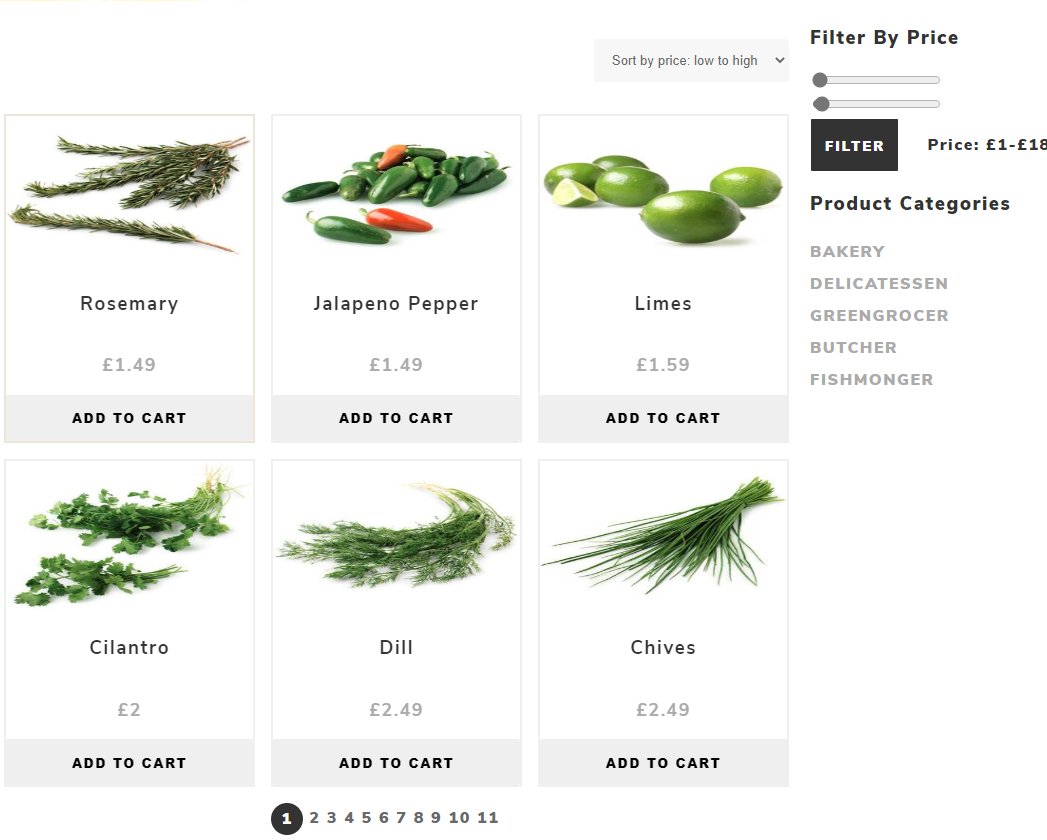 Filter By Price
Sort by price: low to high
FILTER
Price: £1-£18
Product Categories
BAKERY
DELICATESSEN
GREENGROCER
BUTCHER
FISHMONGER
Rosemary
Jalapeno Pepper
Limes
£1.49
£1.49
£1.59
ADD TO CART
ADD TO CART
ADD TO CART
Cilantro
Dill
Chives
£2
£2.49
£2.49
ADD TO CART
ADD TO CART
ADD TO CART
1 2 3 4 5 6 7 8 9 10 11